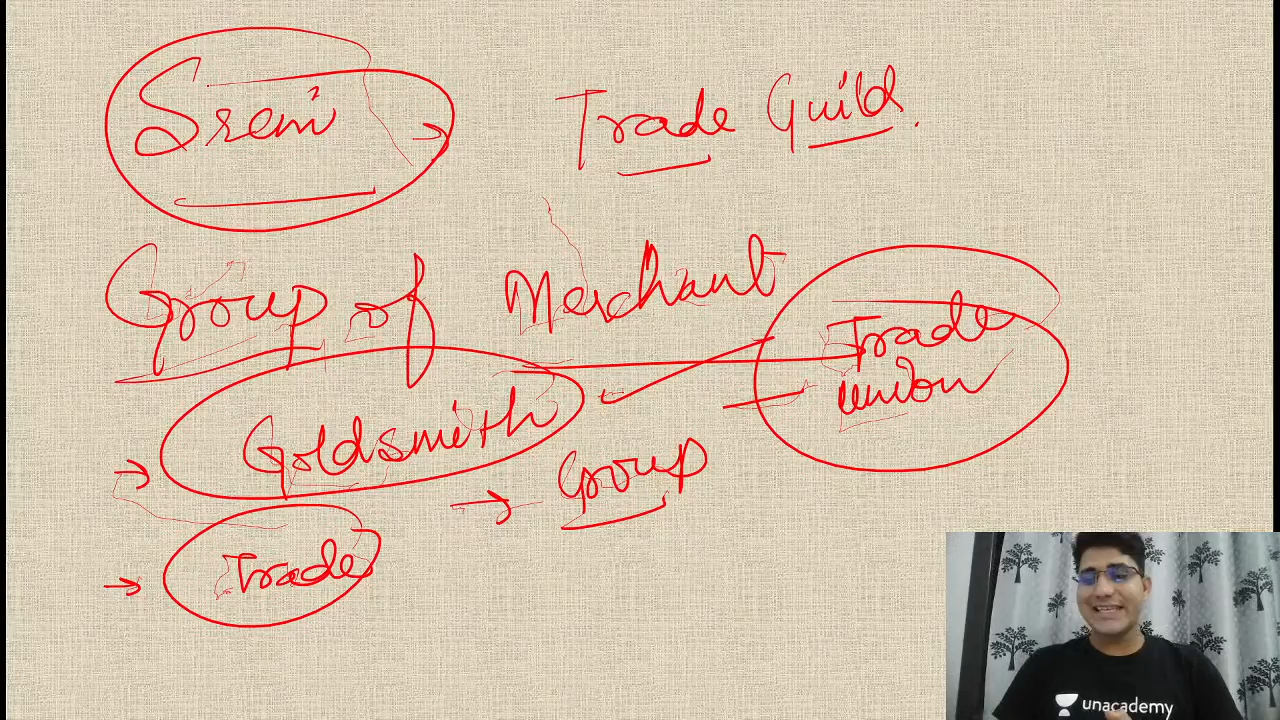 Sreni
Trade Guild.
Group of Merchant
Trade
union
Goldsmith
Group
Trade
unacademy